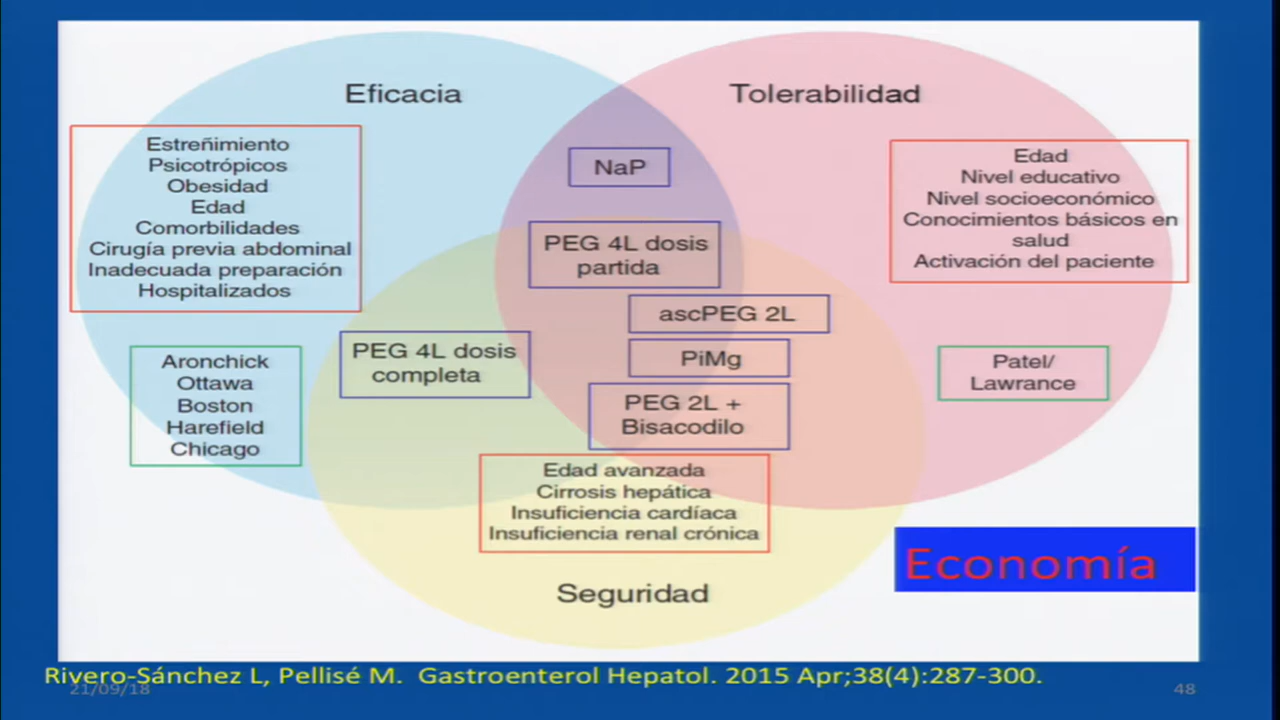 Eficacia
Tolerabilidad
Estreñimiento
Psicotrópicos
Obesidad
Edad
Comorbilidades
Cirugía previa abdominal
Inadecuada preparación
Hospitalizados
NaP
Edad
Nivel educativo
Nivel socioeconómico
Conocimientos básicos en
salud
Activación del paciente
PEG 4L dosis
partida
ascPEG 2L
PEG 4L dosis
completa
PiMg
PEG 2L +
Bisacodilo
Aronchick
Ottawa
Boston
Harefield
Chicago
Patel/
Lawrance
Edad avanzada
Cirrosis hepática
Insuficiencia cardíaca
Insuficiencia renal crónica
Seguridad
Economía
Rivero-Sánchez L, Pellisé M. Gastroenterol Hepatol. 2015 Apr;38(4):287-300.
21/09/18
48